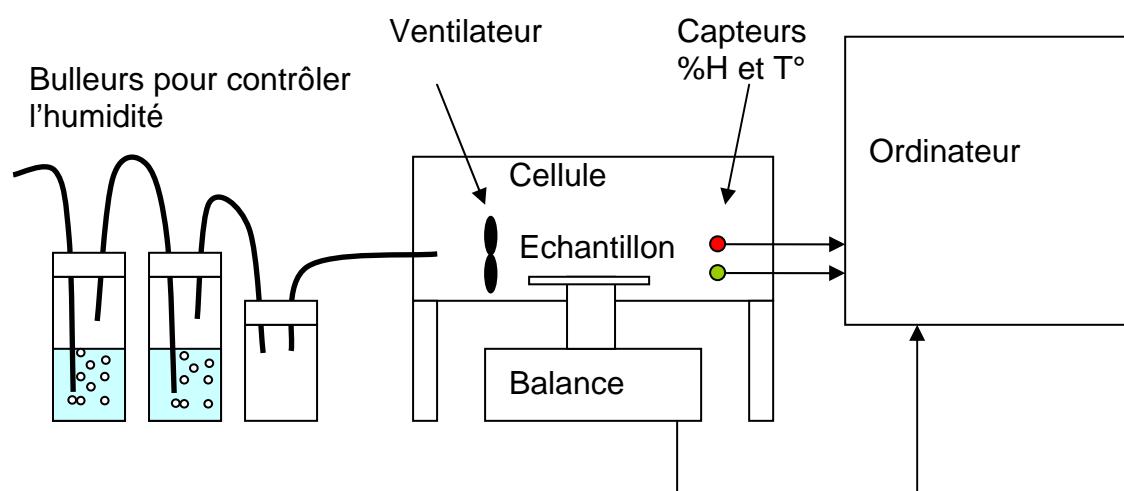 Ventilateur
Capteurs
%H et T°
Bulleurs pour contrôler
l'humidité
Ordinateur
Cellule
Echantillon
Balance